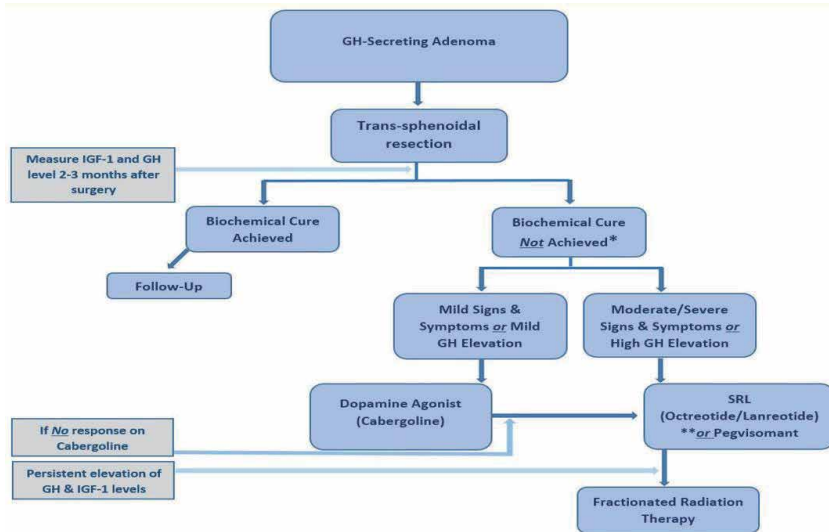 GH-Secreting Adenoma
Trans-sphenoidal
resection
Measure IGF-1 and GH
level 2-3 months after
surgery
Biochemical Cure
Achieved
Biochemical Cure
Not Achieved*
Follow-Up
Mild Signs &
Symptoms or Mild
GH Elevation
Moderate/Severe
Signs & Symptoms or
High GH Elevation
Dopamine Agonist
(Cabergoline)
SRL
(Octreotide/Lanreotide)
**or Pegvisomant
If No response on
Cabergoline
Persistent elevation of
GH & IGF-1 levels
Fractionated Radiation
Therapy